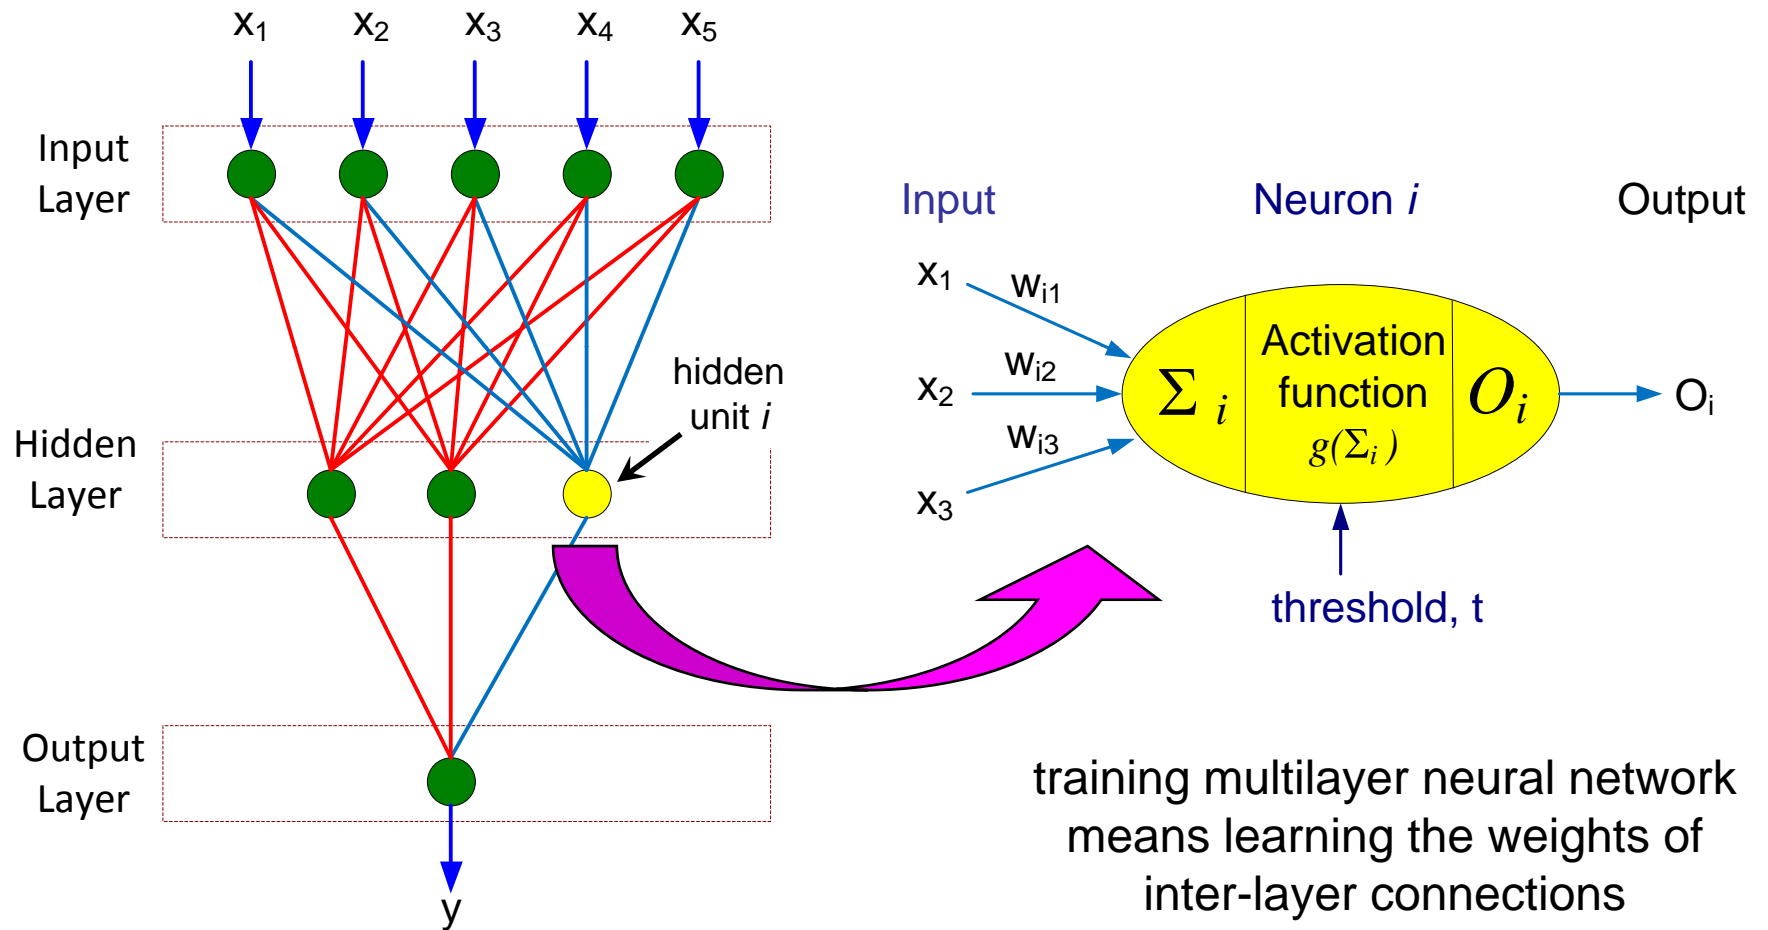 x₁ x₂ x₃ x₄ x₅
Input
Layer
Hidden
Layer
hidden
unit i
Output
Layer
y
Input Neuron i Output
x₁ wᵢ₁
x₂ wᵢ₂
wᵢ₃
x₃
Σ i
Activation
function
g(Σᵢ )
Oᵢ
Oᵢ
threshold, t
training multilayer neural network
means learning the weights of
inter-layer connections